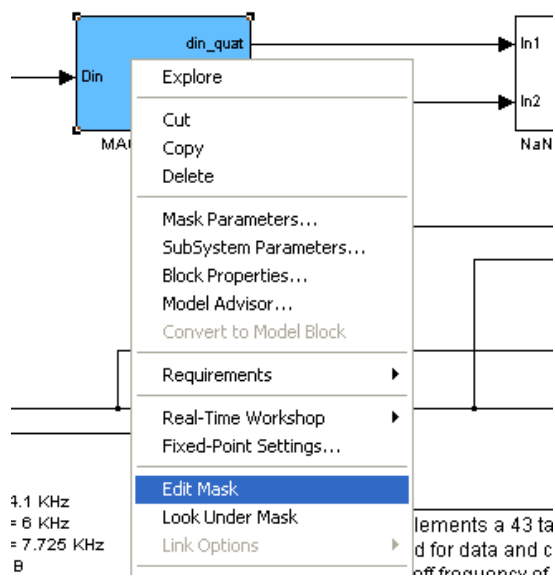 din_quat
In1
Din
Explore
In2
Cut
MA
NaN
Copy
Delete
Mask Parameters...
SubSystem Parameters...
Block Properties...
Model Advisor...
Convert to Model Block
Requirements
Real-Time Workshop
Fixed-Point Settings...
Edit Mask
4.1 KHz
Look Under Mask
= 6 KHz
lements a 43 ta
= 7.725 KHz
Link Options
d for data and c
B
off frequency of